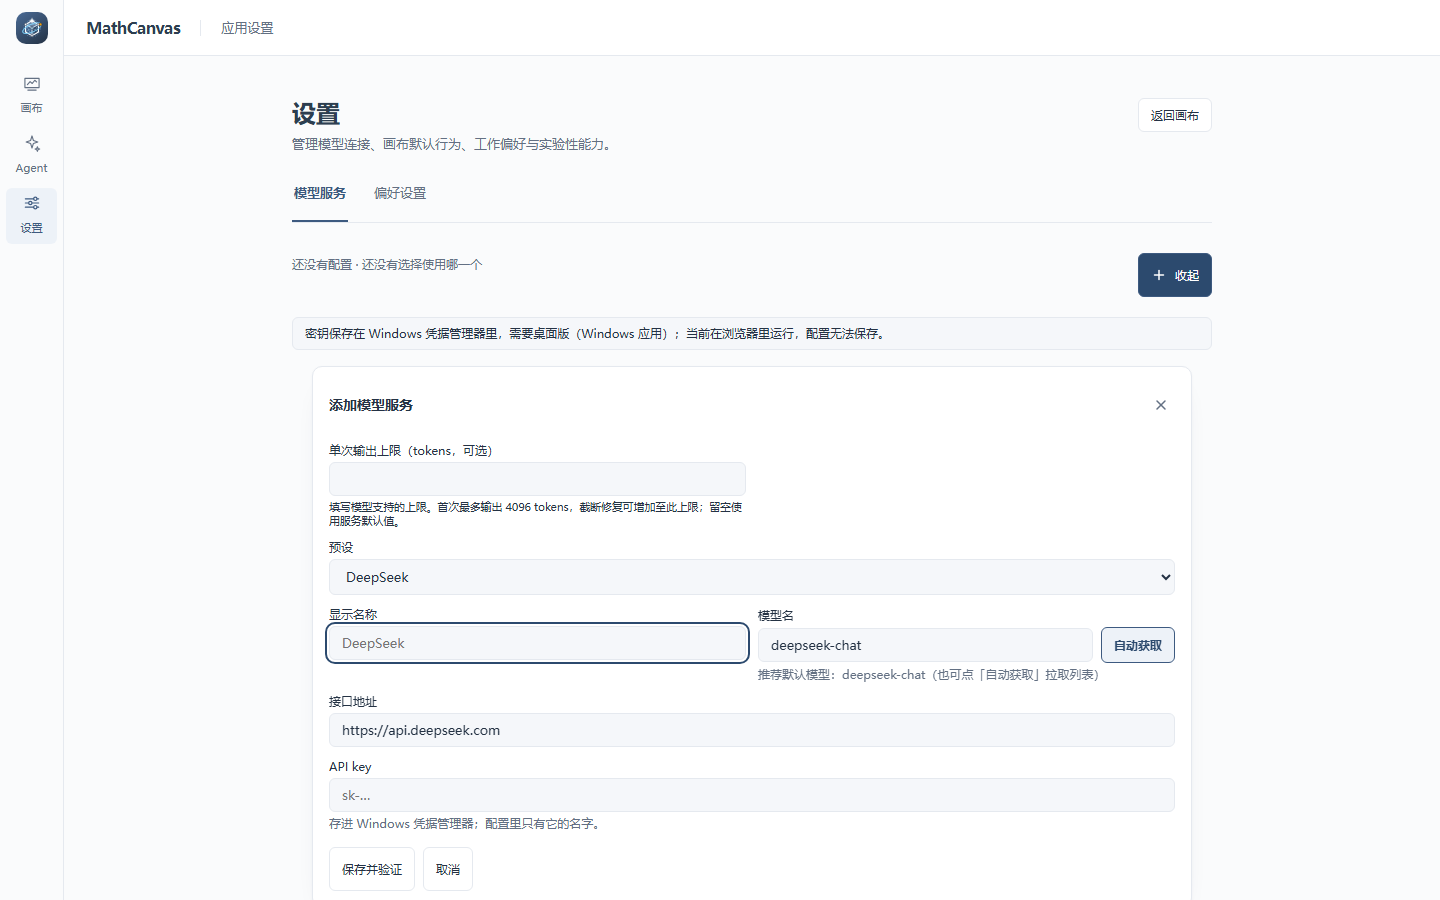 MathCanvas
应用设置
画布
Agent
设置
设置
返回画布
管理模型连接、画布默认行为、工作偏好与实验性能力。
模型服务
偏好设置
还没有配置 · 还没有选择使用哪一个
+ 收起
密钥保存在 Windows 凭据管理器里，需要桌面版（Windows 应用）；当前在浏览器里运行，配置无法保存。
添加模型服务
单次输出上限（tokens，可选）
填写模型支持的上限。首次最多输出 4096 tokens，截断修复可增加至此上限；留空使
用服务默认值。
预设
DeepSeek
显示名称
DeepSeek
模型名
deepseek-chat
自动获取
推荐默认模型：deepseek-chat（也可点「自动获取」拉取列表）
接口地址
https://api.deepseek.com
API key
sk-...
存进 Windows 凭据管理器；配置里只有它的名字。
保存并验证
取消